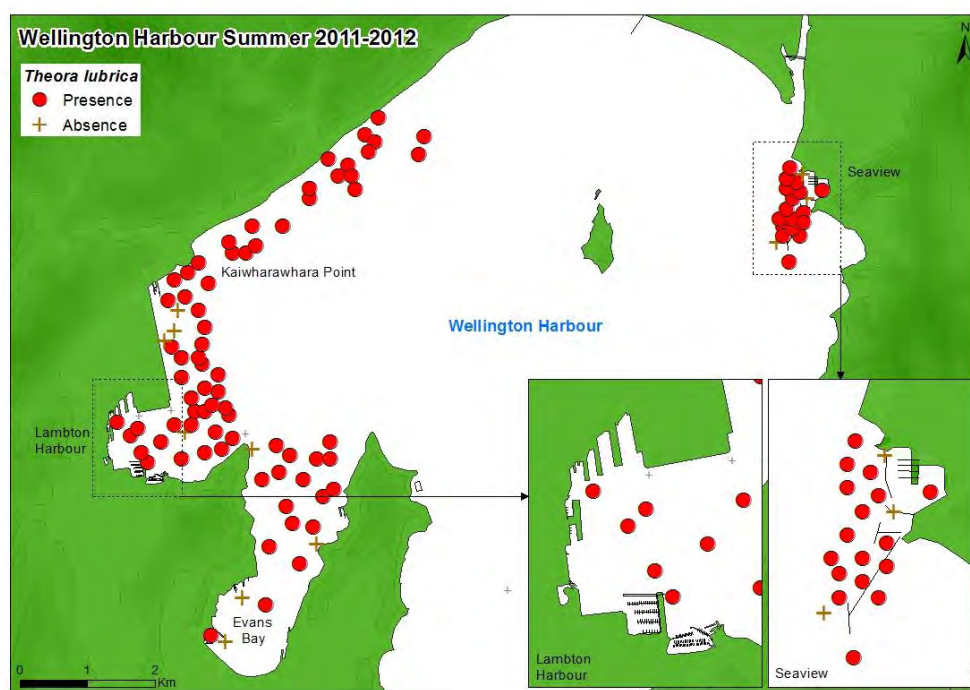 Wellington Harbour Summer 2011-2012
N
Theora lubrica
Presence
Absence
Seaview
Kaiwharawhara Point
Wellington Harbour
Lambton
Harbour
Evans
Bay
0 1 2
Km
Lambton Harbour
Seaview